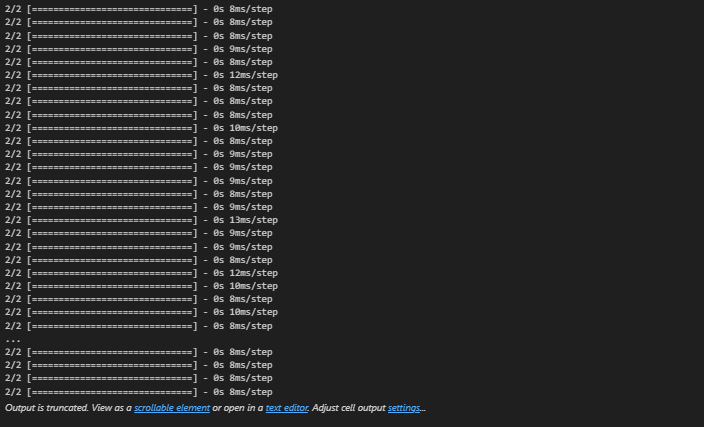 2/2 [==============================] - 0s 8ms/step
2/2 [==============================] - 0s 8ms/step
2/2 [==============================] - 0s 8ms/step
2/2 [==============================] - 0s 9ms/step
2/2 [==============================] - 0s 8ms/step
2/2 [==============================] - 0s 12ms/step
2/2 [==============================] - 0s 8ms/step
2/2 [==============================] - 0s 8ms/step
2/2 [==============================] - 0s 8ms/step
2/2 [==============================] - 0s 10ms/step
2/2 [==============================] - 0s 8ms/step
2/2 [==============================] - 0s 9ms/step
2/2 [==============================] - 0s 9ms/step
2/2 [==============================] - 0s 9ms/step
2/2 [==============================] - 0s 8ms/step
2/2 [==============================] - 0s 9ms/step
2/2 [==============================] - 0s 13ms/step
2/2 [==============================] - 0s 9ms/step
2/2 [==============================] - 0s 9ms/step
2/2 [==============================] - 0s 8ms/step
2/2 [==============================] - 0s 12ms/step
2/2 [==============================] - 0s 10ms/step
2/2 [==============================] - 0s 8ms/step
2/2 [==============================] - 0s 10ms/step
2/2 [==============================] - 0s 8ms/step
...
2/2 [==============================] - 0s 8ms/step
2/2 [==============================] - 0s 8ms/step
2/2 [==============================] - 0s 8ms/step
2/2 [==============================] - 0s 8ms/step
Output is truncated. View as a scrollable element or open in a text editor. Adjust cell output settings...